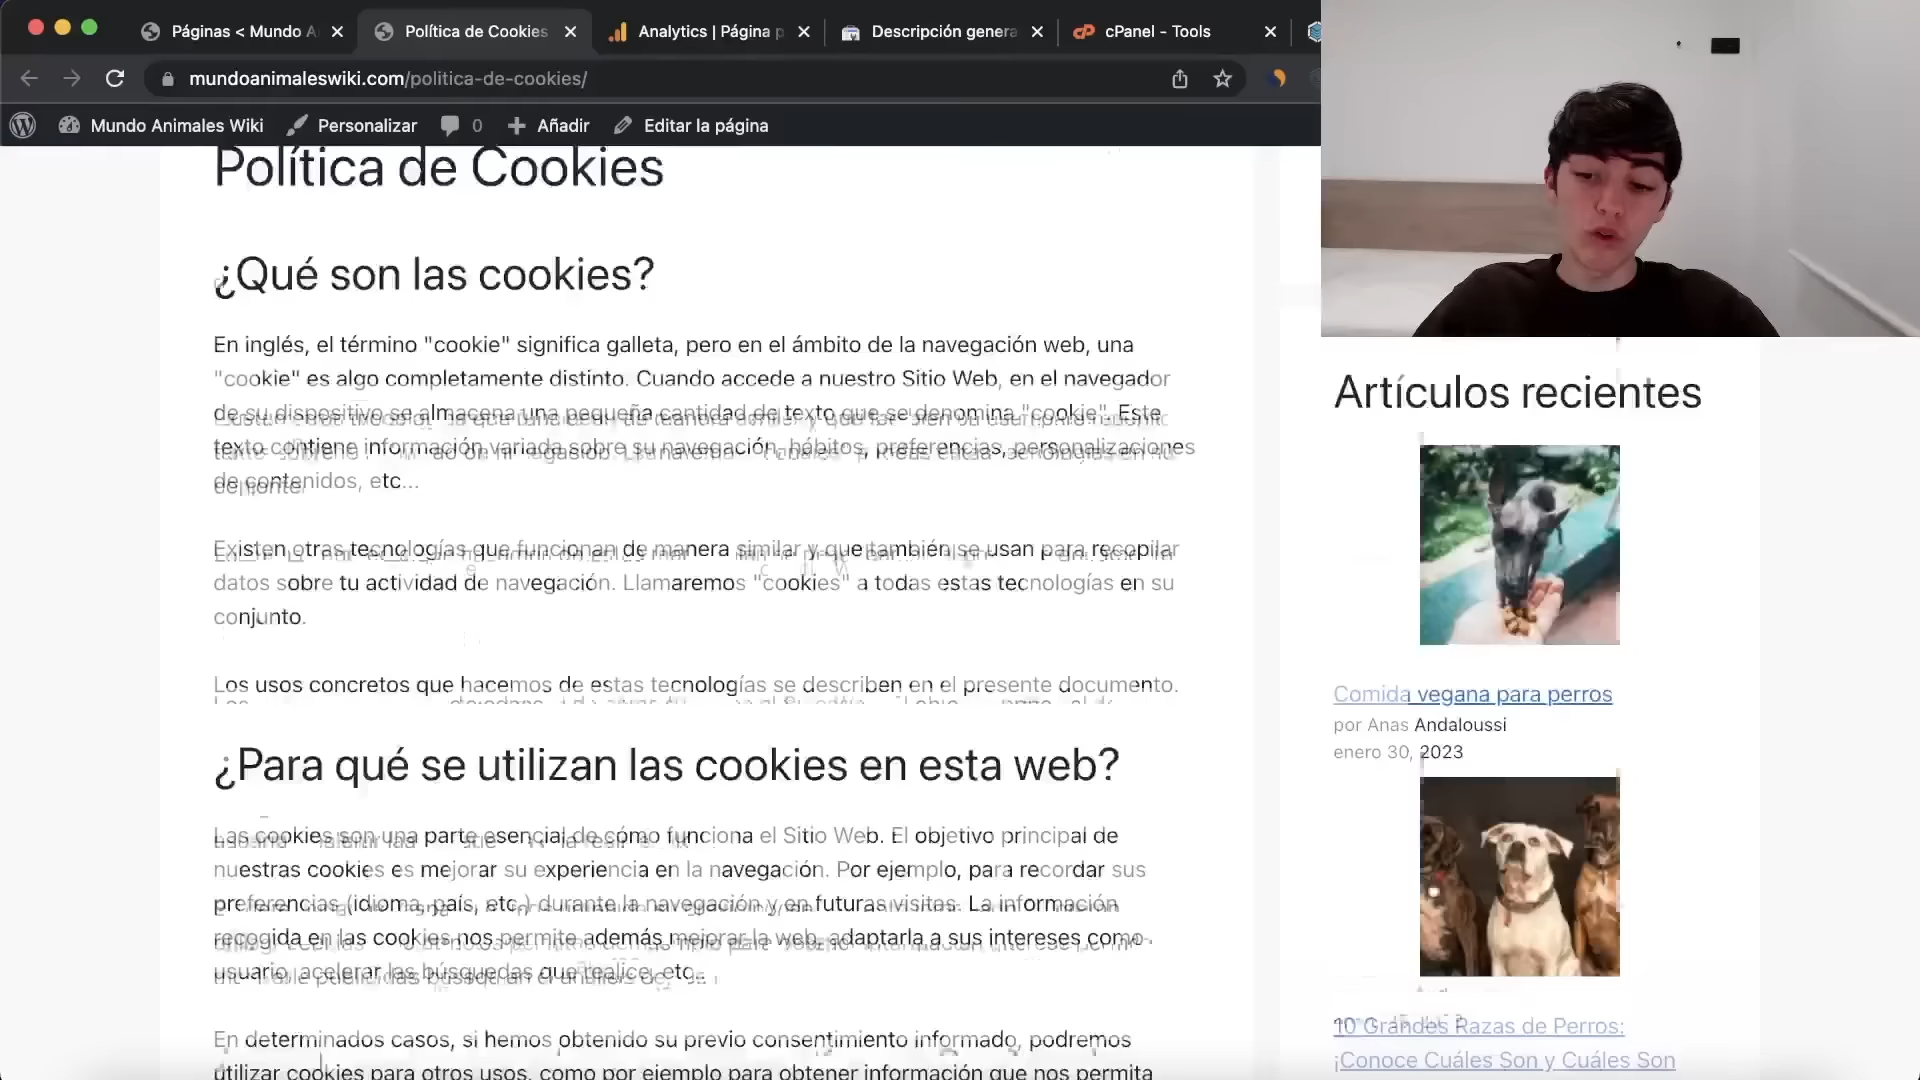 Páginas < Mundo A
Política de Cookies
Analytics | Página p
Descripción genera
cPanel - Tools
mundoanimaleswiki.com/politica-de-cookies/
Mundo Animales Wiki
Personalizar
0
Añadir
Editar la página
Política de Cookies
¿Qué son las cookies?
En inglés, el término "cookie" significa galleta, pero en el ámbito de la navegación web, una
"cookie" es algo completamente distinto. Cuando accede a nuestro Sitio Web, en el navegador
de su dispositivo se almacena una pequeña cantidad de texto que se denomina "cookie". Este
texto contiene información variada sobre su navegación, hábitos, preferencias, personalizaciones
de contenidos, etc...
Existen otras tecnologías que funcionan de manera similar y que también se usan para recopilar
datos sobre tu actividad de navegación. Llamaremos "cookies" a todas estas tecnologías en su
conjunto.
Los usos concretos que hacemos de estas tecnologías se describen en el presente documento.
¿Para qué se utilizan las cookies en esta web?
Las cookies son una parte esencial de cómo funciona el Sitio Web. El objetivo principal de
nuestras cookies es mejorar su experiencia en la navegación. Por ejemplo, para recordar sus
preferencias (idioma, país, etc.) durante la navegación y en futuras visitas. La información
recogida en las cookies nos permite además mejorar la web, adaptarla a sus intereses como
usuario, acelerar las búsquedas que realice, etc...
En determinados casos, si hemos obtenido su previo consentimiento informado, podremos
utilizar cookies para otros usos, como por ejemplo para obtener información que nos permita
Artículos recientes
Comida vegana para perros
por Anas Andaloussi
enero 30, 2023
10 Grandes Razas de Perros:
¡Conoce Cuáles Son y Cuáles Son